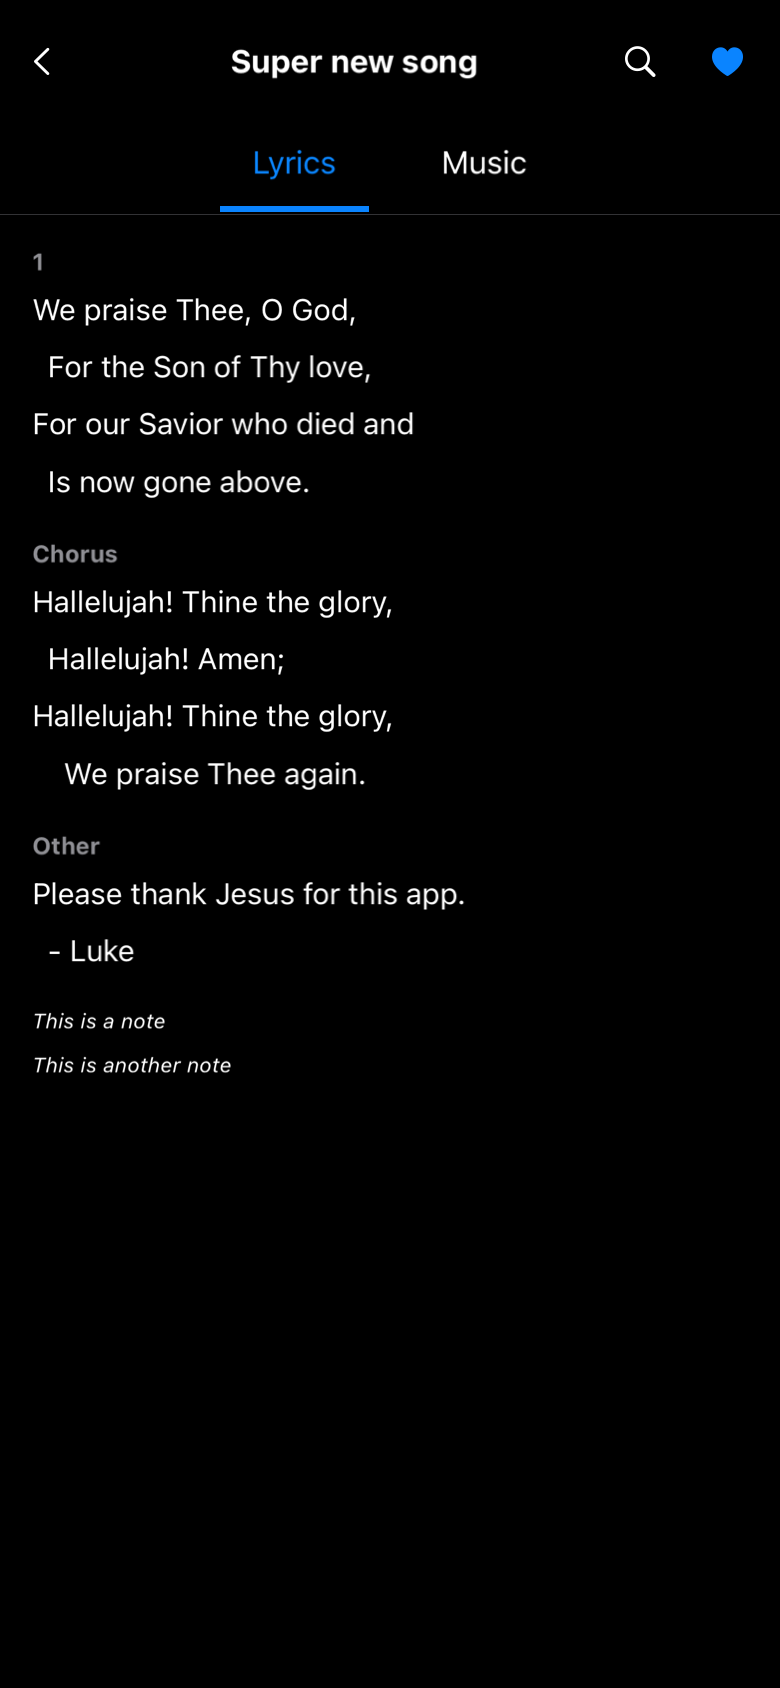 Super new song
Lyrics Music
1
We praise Thee, O God,
For the Son of Thy love,
For our Savior who died and
Is now gone above.
Chorus
Hallelujah! Thine the glory,
Hallelujah! Amen;
Hallelujah! Thine the glory,
We praise Thee again.
Other
Please thank Jesus for this app.
- Luke
This is a note
This is another note